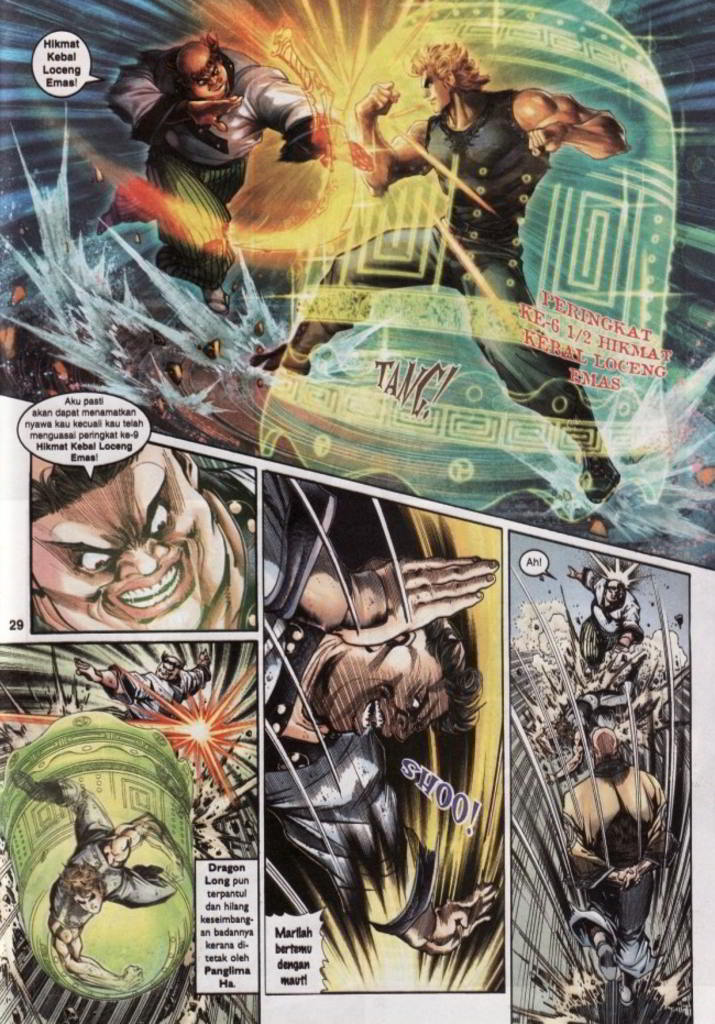 Hikmat
Kebal
Loceng
Emas!
PERINGKAT
KE-6 1/2 HIKMAT
KEBAL LOCENG
EMAS
TANG!
Aku pasti
akan dapat menamatkan
nyawa kau kecuali kau telah
menguasai peringkat ke-9
Hikmat Kebal Loceng
Emas!
Ah!
29
SHOO!
Dragon
Long pun
terpantul
dan hilang
keseimbang-
an badannya
kerana di-
tetak oleh
Panglima
Ha.
Marilah
bertemu
dengan
maut!